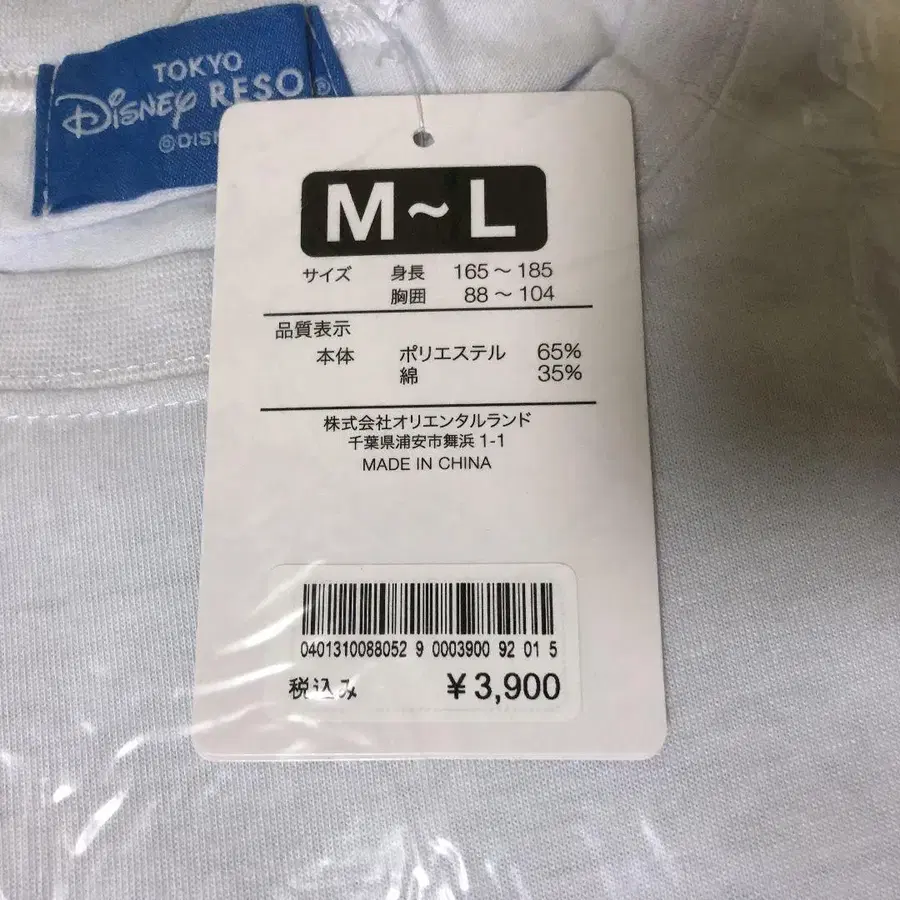 TOKYO
Disney RESO
©DIS
M~L
サイズ 身長 165～185
胸囲 88～104
品質表示
本体 ポリエステル 65%
綿 35%
株式会社オリエンタルランド
千葉県浦安市舞浜 1-1
MADE IN CHINA
0401310088052 9 0003900 92 01 5
税込み ¥3,900